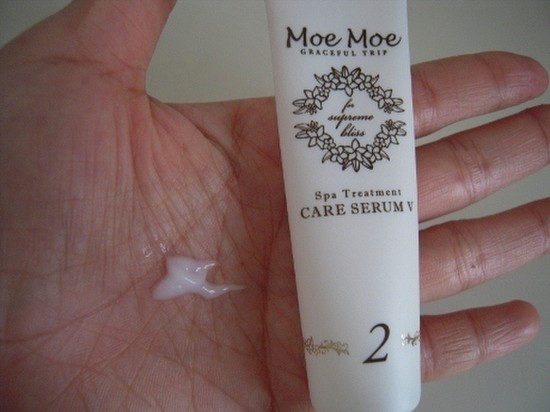 Moe Moe
GRACEFUL TRIP
for
supreme
bliss
Spa Treatment
CARE SERUM V
2